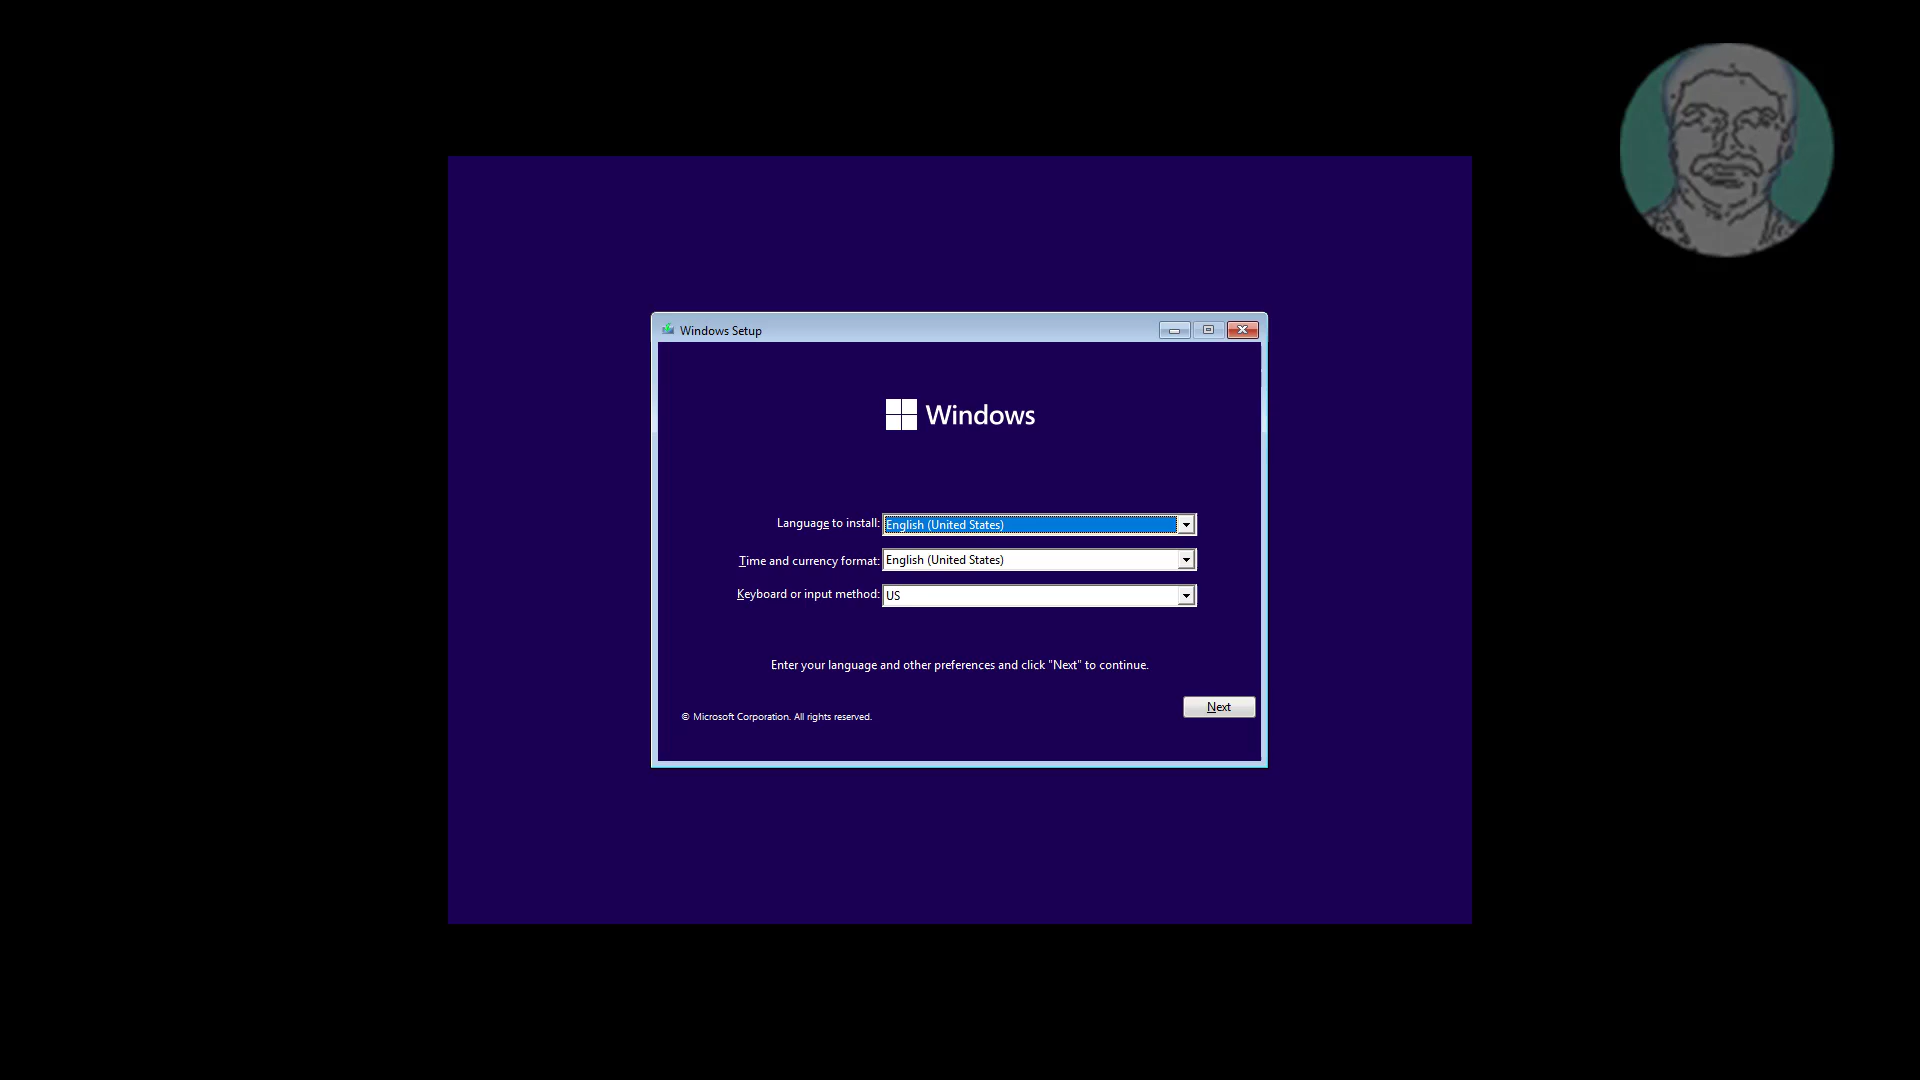 Windows Setup
Windows
Language to install: English (United States)
Time and currency format: English (United States)
Keyboard or input method: US
Enter your language and other preferences and click "Next" to continue.
Next
© Microsoft Corporation. All rights reserved.